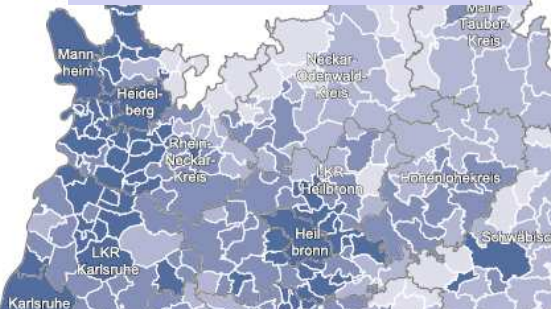 Main-
Tauber-
Kreis
Mann
heim
Neckar-
Odenwald-
Kreis
Heidel-
berg
Rhein-
Neckar-
Kreis
LKR
Heilbronn
Hohenlohekreis
Heil
bronn
Schwäbisc
LKR
Karlsruhe
Karlsruhe